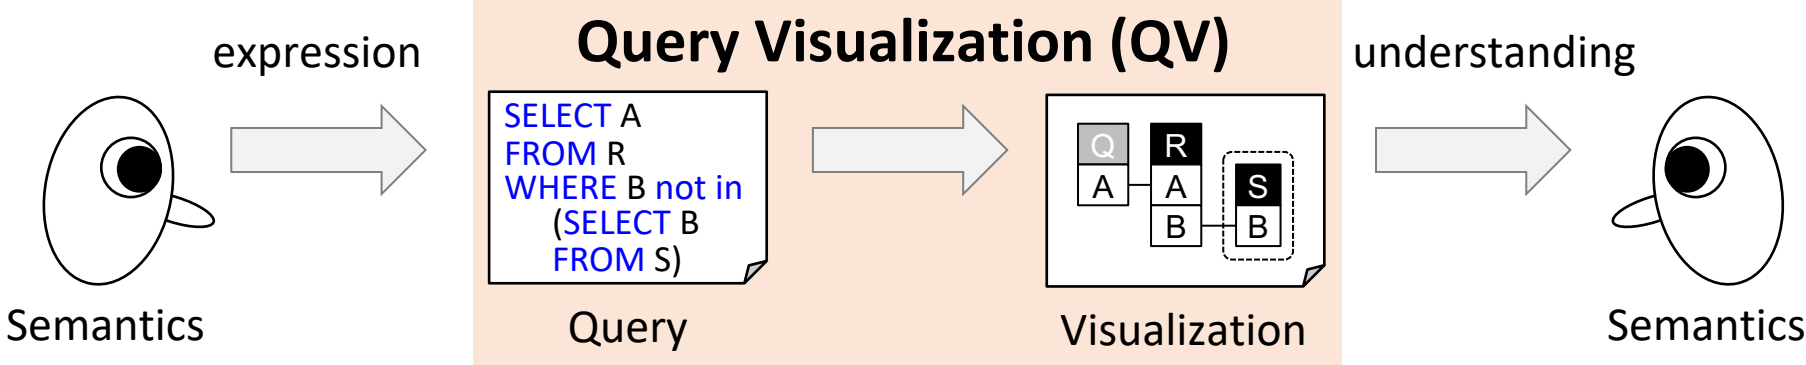 expression
Query Visualization (QV)
understanding
SELECT A
FROM R
WHERE B not in
(SELECT B
FROM S)
Q
A
R
A
B
S
B
Semantics
Query
Visualization
Semantics